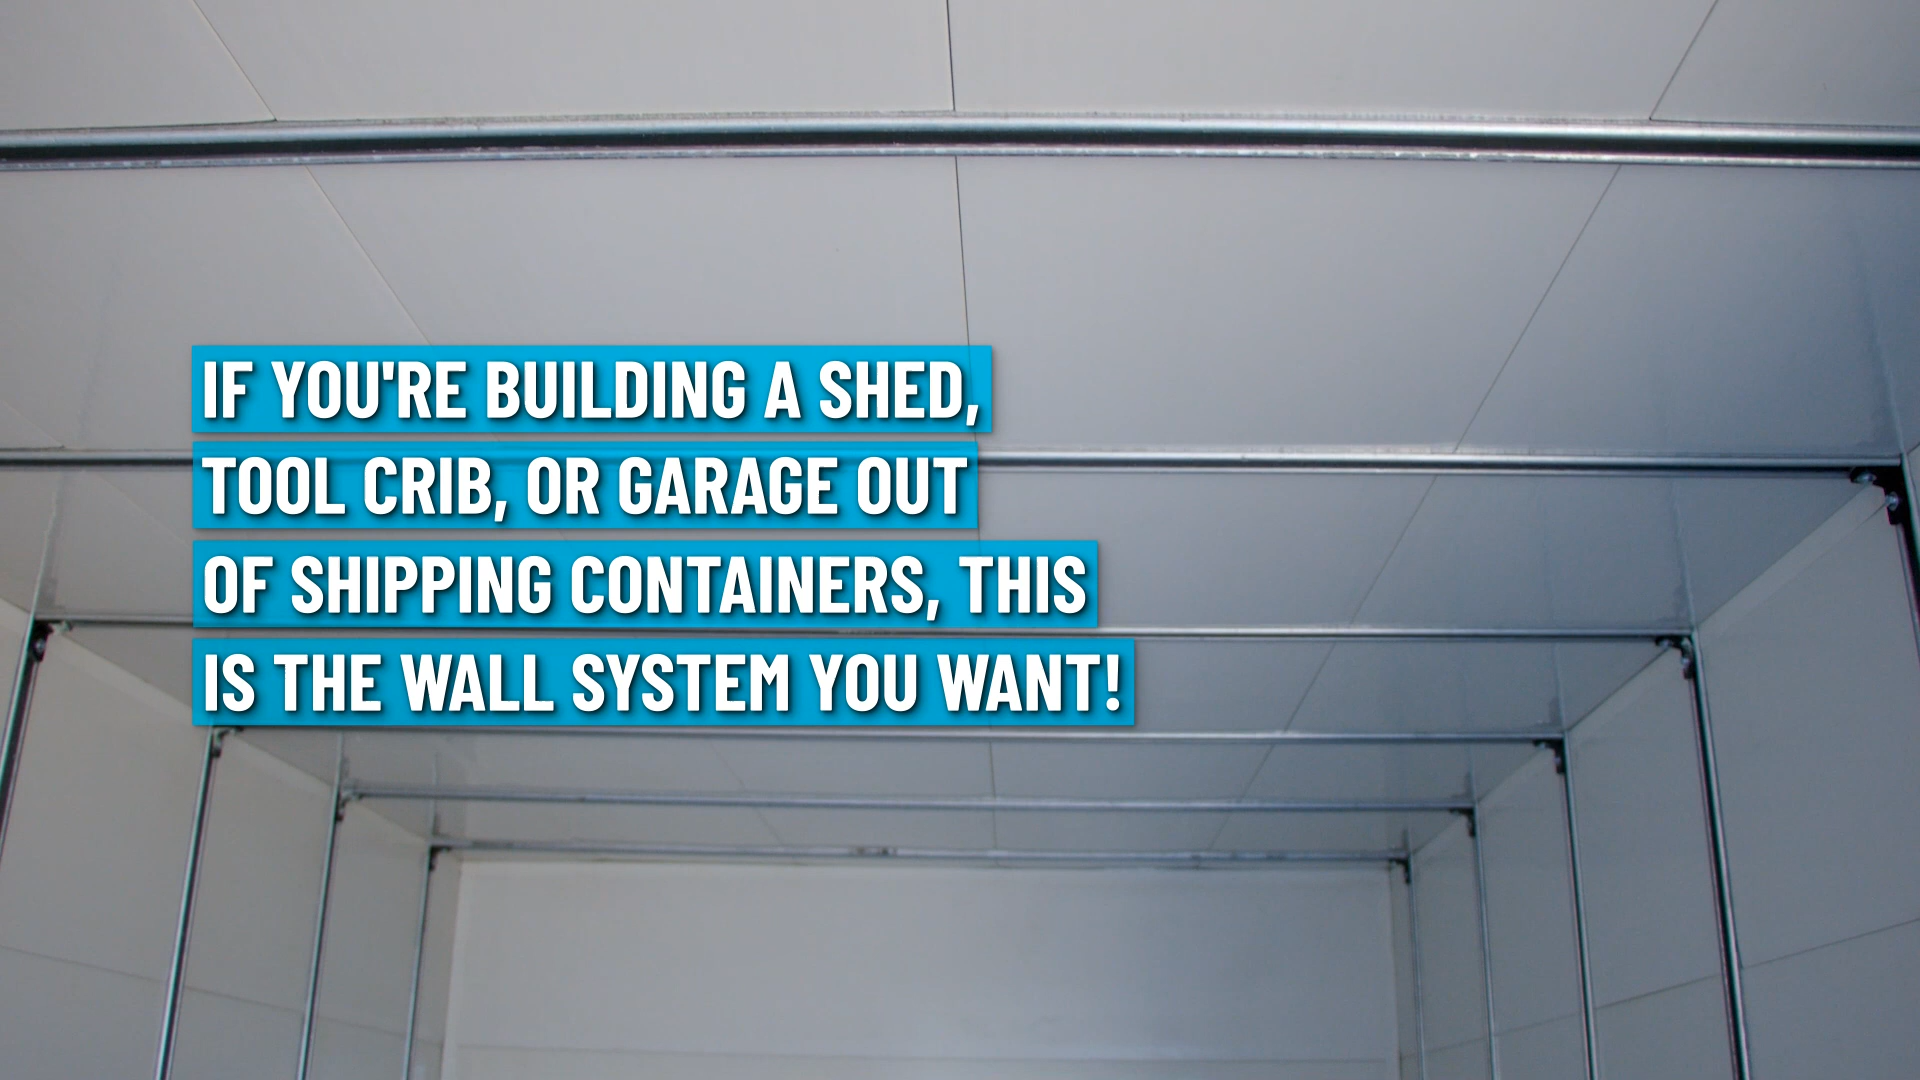 IF YOU'RE BUILDING A SHED,
TOOL CRIB, OR GARAGE OUT
OF SHIPPING CONTAINERS, THIS
IS THE WALL SYSTEM YOU WANT!